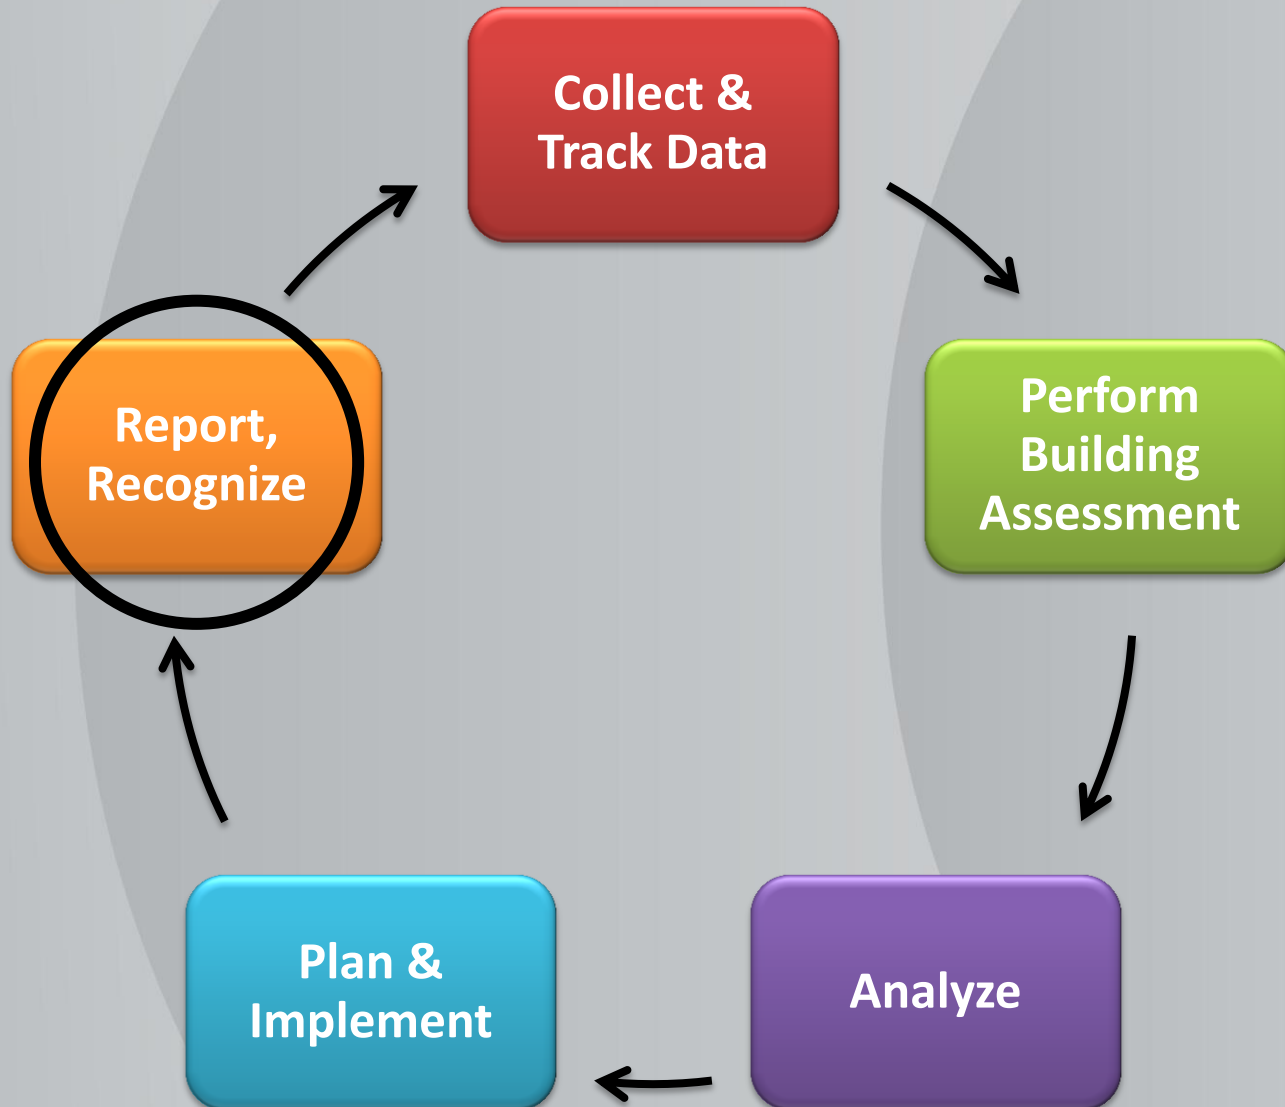 Collect &
Track Data
Perform
Building
Assessment
Analyze
Plan &
Implement
Report,
Recognize